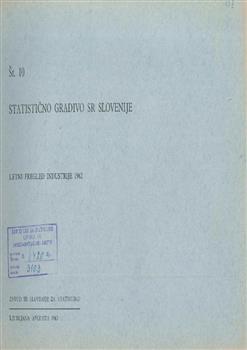 Št. 10
STATISTIČNO GRADIVO SR SLOVENIJE
LETNI PREGLED INDUSTRIJE 1962
ZAVOD SR SLOVENIJE ZA STATISTIKO
LJUBLJANA AVGUSTA 1963